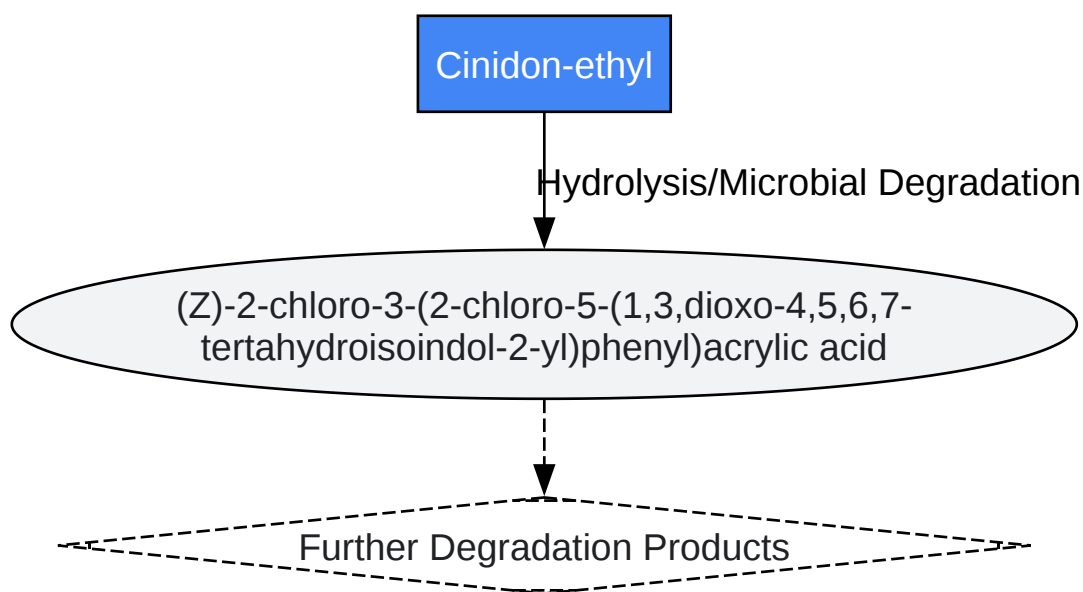 Cinidon-ethyl
Hydrolysis/Microbial Degradation
(Z)-2-chloro-3-(2-chloro-5-(1,3,dioxo-4,5,6,7-
tertahydroisoindol-2-yl)phenyl)acrylic acid
Further Degradation Products